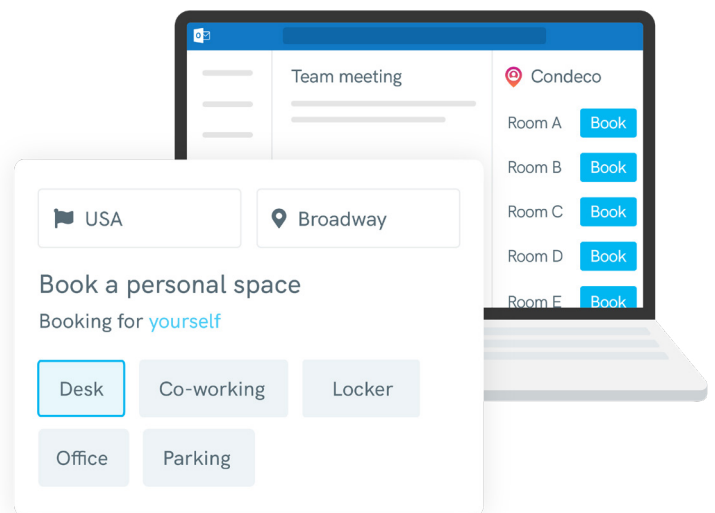 Team meeting
Condeco
Room A Book
Room B Book
Room C Book
Room D Book
Room E Book
USA
Broadway
Book a personal space
Booking for yourself
Desk
Co-working
Locker
Office
Parking